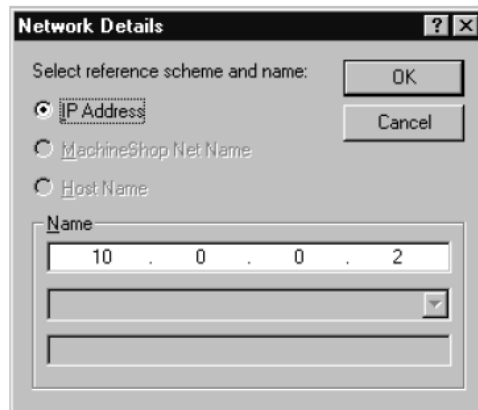 Network Details
Select reference scheme and name:
OK
IP Address
Cancel
MachineShop Net Name
Host Name
Name
10 . 0 . 0 . 2